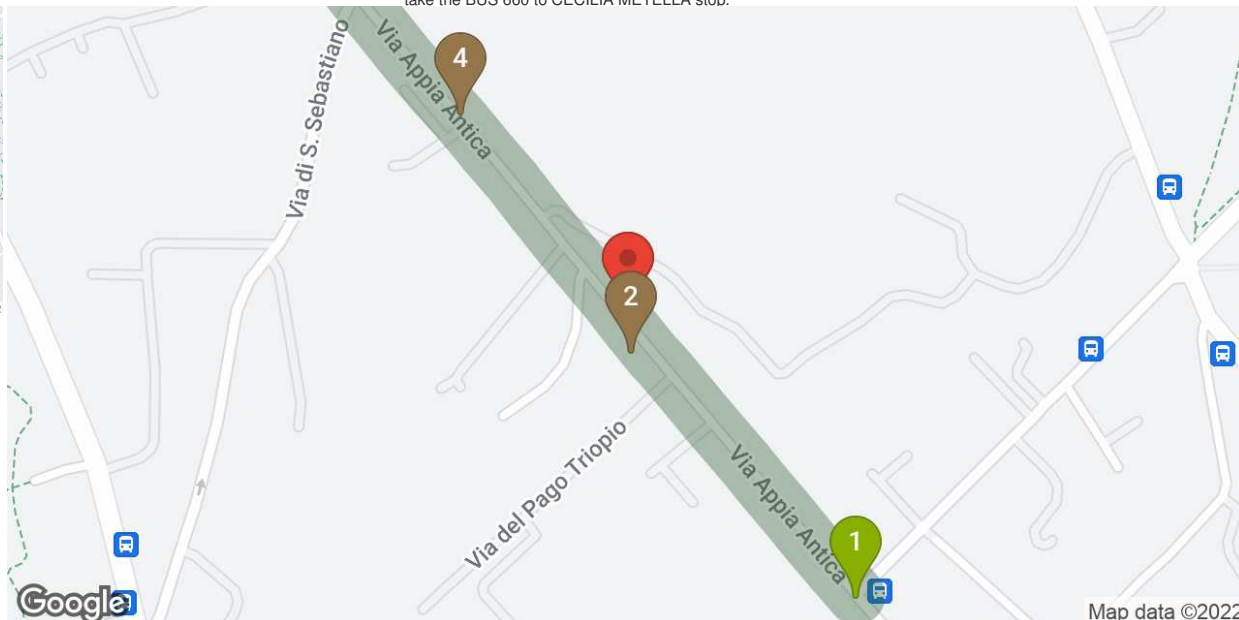 take the BUS 660 to CECILIA METELLA stop.
Via Appia Antica
4
Via di S. Sebastiano
2
Via del Pago Triopio
Via Appia Antica
1
Google
Map data ©2022